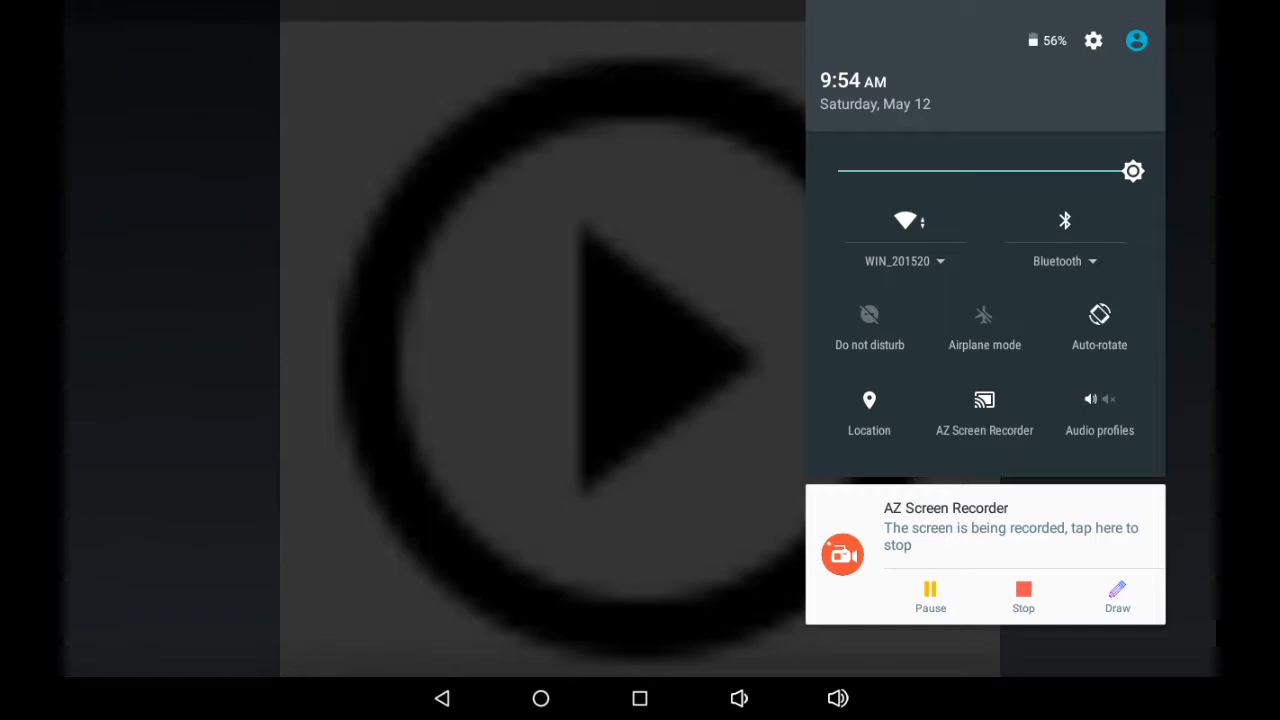 56%
9:54 AM
Saturday, May 12
WIN_201520
Bluetooth
Do not disturb
Airplane mode
Auto-rotate
Location
AZ Screen Recorder
Audio profiles
AZ Screen Recorder
The screen is being recorded, tap here to
stop
Pause
Stop
Draw